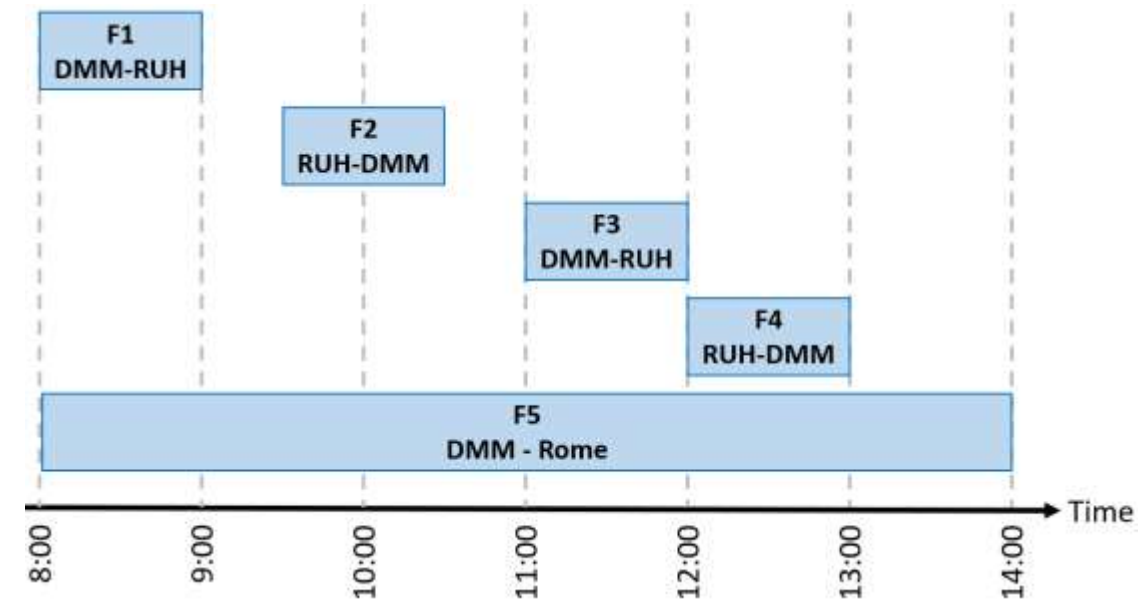 F1
DMM-RUH
F2
RUH-DMM
F3
DMM-RUH
F4
RUH-DMM
F5
DMM - Rome
Time
8:00
9:00
10:00
11:00
12:00
13:00
14:00